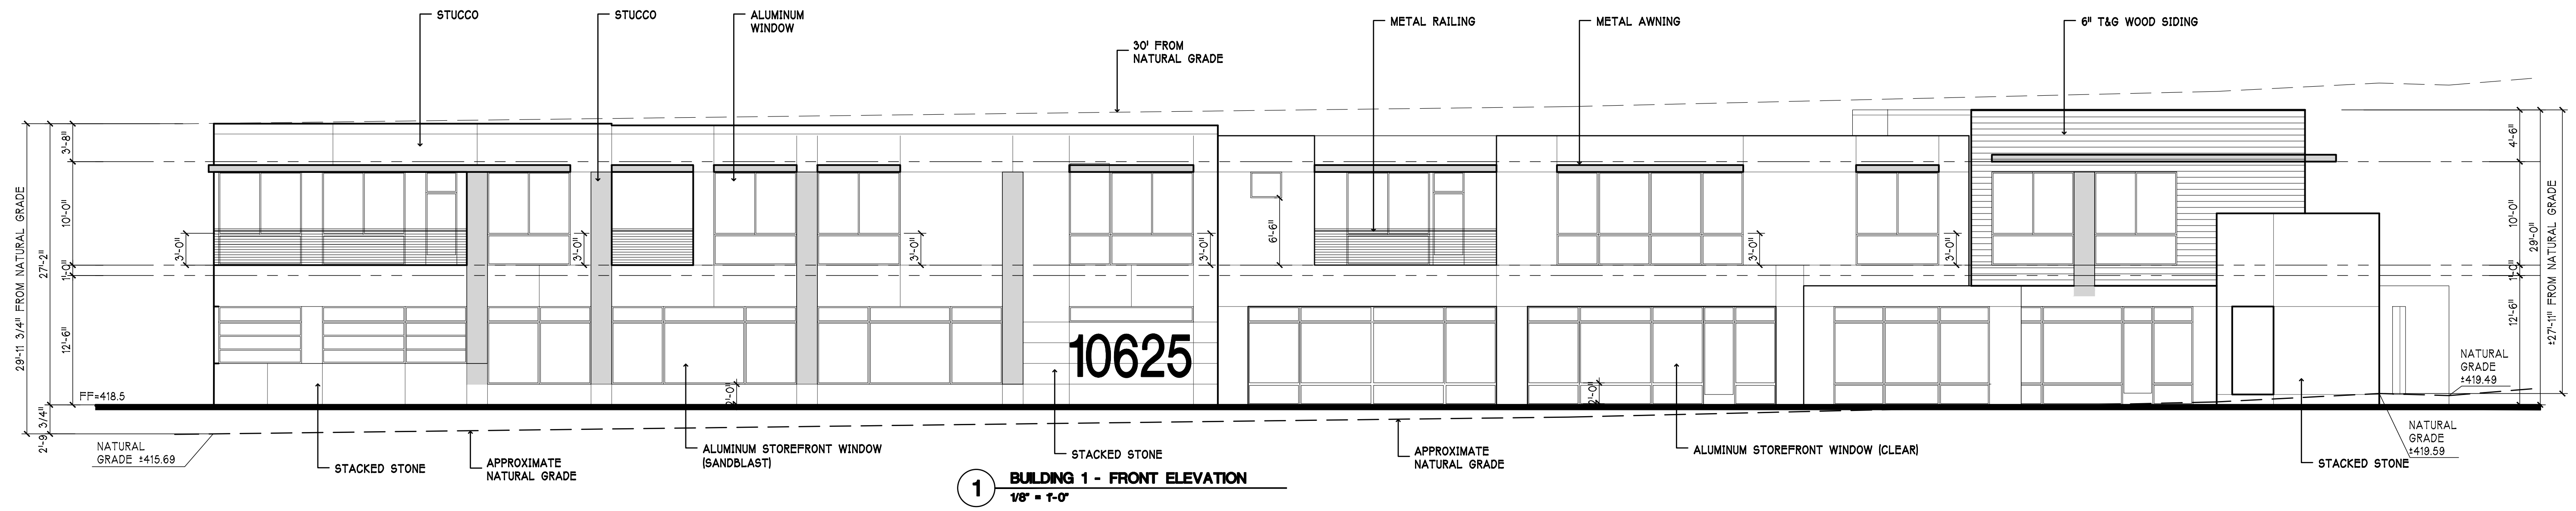 STUCCO
STUCCO
ALUMINUM
WINDOW
30' FROM
NATURAL GRADE
METAL RAILING
METAL AWNING
6" T&G WOOD SIDING
29'-11 3/4" FROM NATURAL GRADE
27'-2"
3'-8"
10'-0"
1'-0"
12'-6"
2'-9 3/4"
FF=418.5
NATURAL
GRADE ±415.69
3'-0"
3'-0"
3'-0"
3'-0"
6'-6"
3'-0"
3'-0"
2'-0"
2'-0"
10625
4'-6"
10'-0"
1'-0"
12'-6"
29'-0"
±27'-11" FROM NATURAL GRADE
NATURAL
GRADE
±419.49
NATURAL
GRADE
±419.59
STACKED STONE
APPROXIMATE
NATURAL GRADE
ALUMINUM STOREFRONT WINDOW
(SANDBLAST)
STACKED STONE
APPROXIMATE
NATURAL GRADE
ALUMINUM STOREFRONT WINDOW (CLEAR)
STACKED STONE
1
BUILDING 1 - FRONT ELEVATION
1/8" = 1'-0"